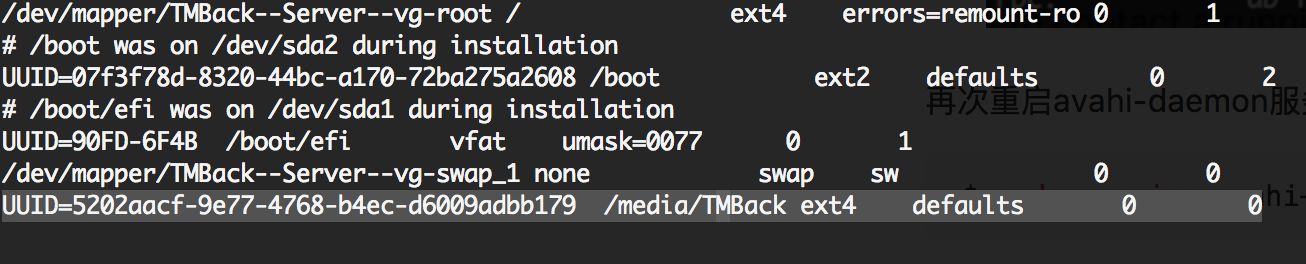 /dev/mapper/TMBack--Server--vg-root / ext4 errors=remount-ro 0 1
# /boot was on /dev/sda2 during installation
UUID=07f3f78d-8320-44bc-a170-72ba275a2608 /boot ext2 defaults 0 2
再次重启avahi-daemon服
# /boot/efi was on /dev/sda1 during installation
UUID=90FD-6F4B /boot/efi vfat umask=0077 0 1
/dev/mapper/TMBack--Server--vg-swap_1 none swap sw 0 0
UUID=5202aacf-9e77-4768-b4ec-d6009adbb179 /media/TMBack ext4 defaults 0 0